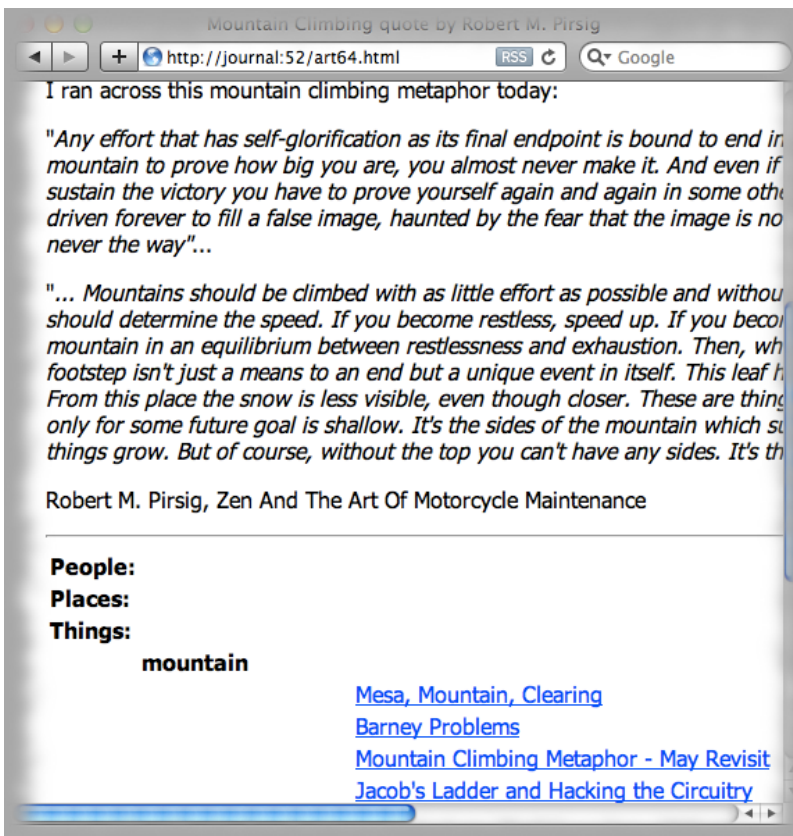 Mountain Climbing quote by Robert M. Pirsig
+ http://journal:52/art64.html RSS Google
I ran across this mountain climbing metaphor today:
"Any effort that has self-glorification as its final endpoint is bound to end in
mountain to prove how big you are, you almost never make it. And even if
sustain the victory you have to prove yourself again and again in some
driven forever to fill a false image, haunted by the fear that the image is
never the way"...
"... Mountains should be climbed with as little effort as possible and
should determine the speed. If you become restless, speed up. If you
mountain in an equilibrium between restlessness and exhaustion. Then,
footstep isn't just a means to an end but a unique event in itself. This leaf
From this place the snow is less visible, even though closer. These are
only for some future goal is shallow. It's the sides of the mountain which
things grow. But of course, without the top you can't have any sides. It's
Robert M. Pirsig, Zen And The Art Of Motorcycle Maintenance
People:
Places:
Things:
mountain
Mesa, Mountain, Clearing
Barney Problems
Mountain Climbing Metaphor - May Revisit
Jacob's Ladder and Hacking the Circuitry